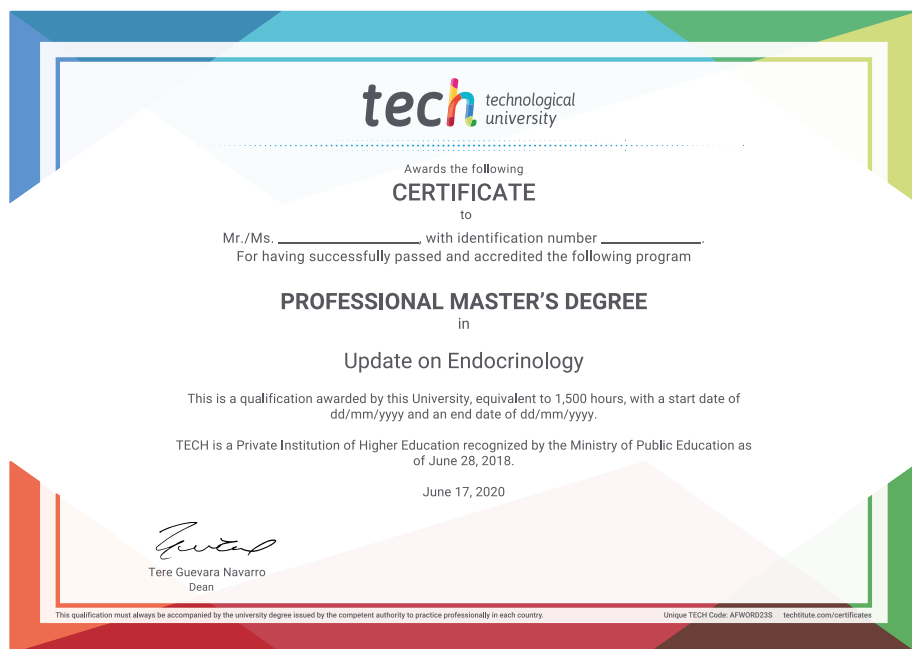 tech technological
university
Awards the following
CERTIFICATE
to
Mr./Ms. ________________, with identification number ____________.
For having successfully passed and accredited the following program
PROFESSIONAL MASTER'S DEGREE
in
Update on Endocrinology
This is a qualification awarded by this University, equivalent to 1,500 hours, with a start date of
dd/mm/yyyy and an end date of dd/mm/yyyy.
TECH is a Private Institution of Higher Education recognized by the Ministry of Public Education as
of June 28, 2018.
June 17, 2020
Tere Guevara Navarro
Dean
This qualification must always be accompanied by the university degree issued by the competent authority to practice professionally in each country.
Unique TECH Code: AFWORD23S techtitute.com/certificates